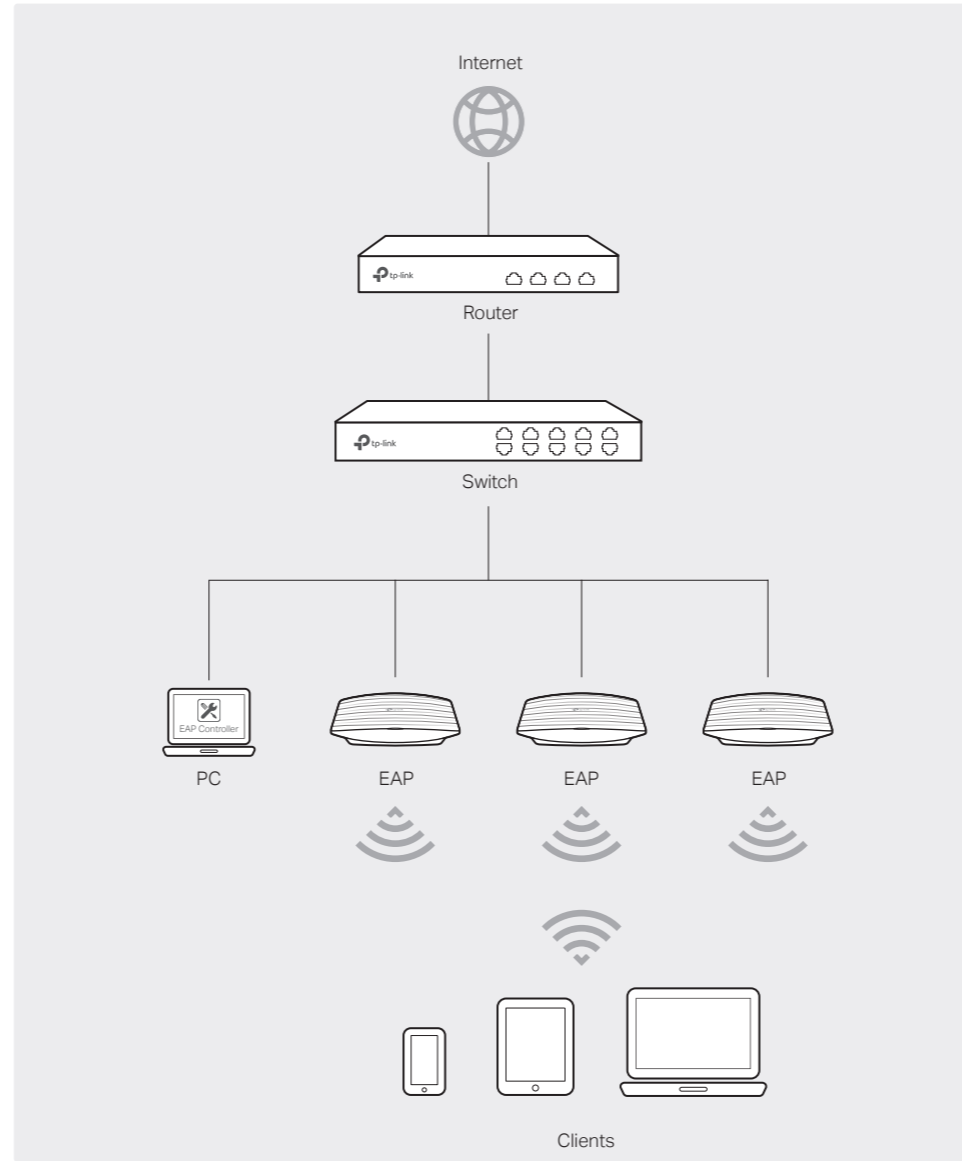 Internet
tp-link
Router
tp-link
Switch
EAP Controller
PC
EAP
EAP
EAP
Clients